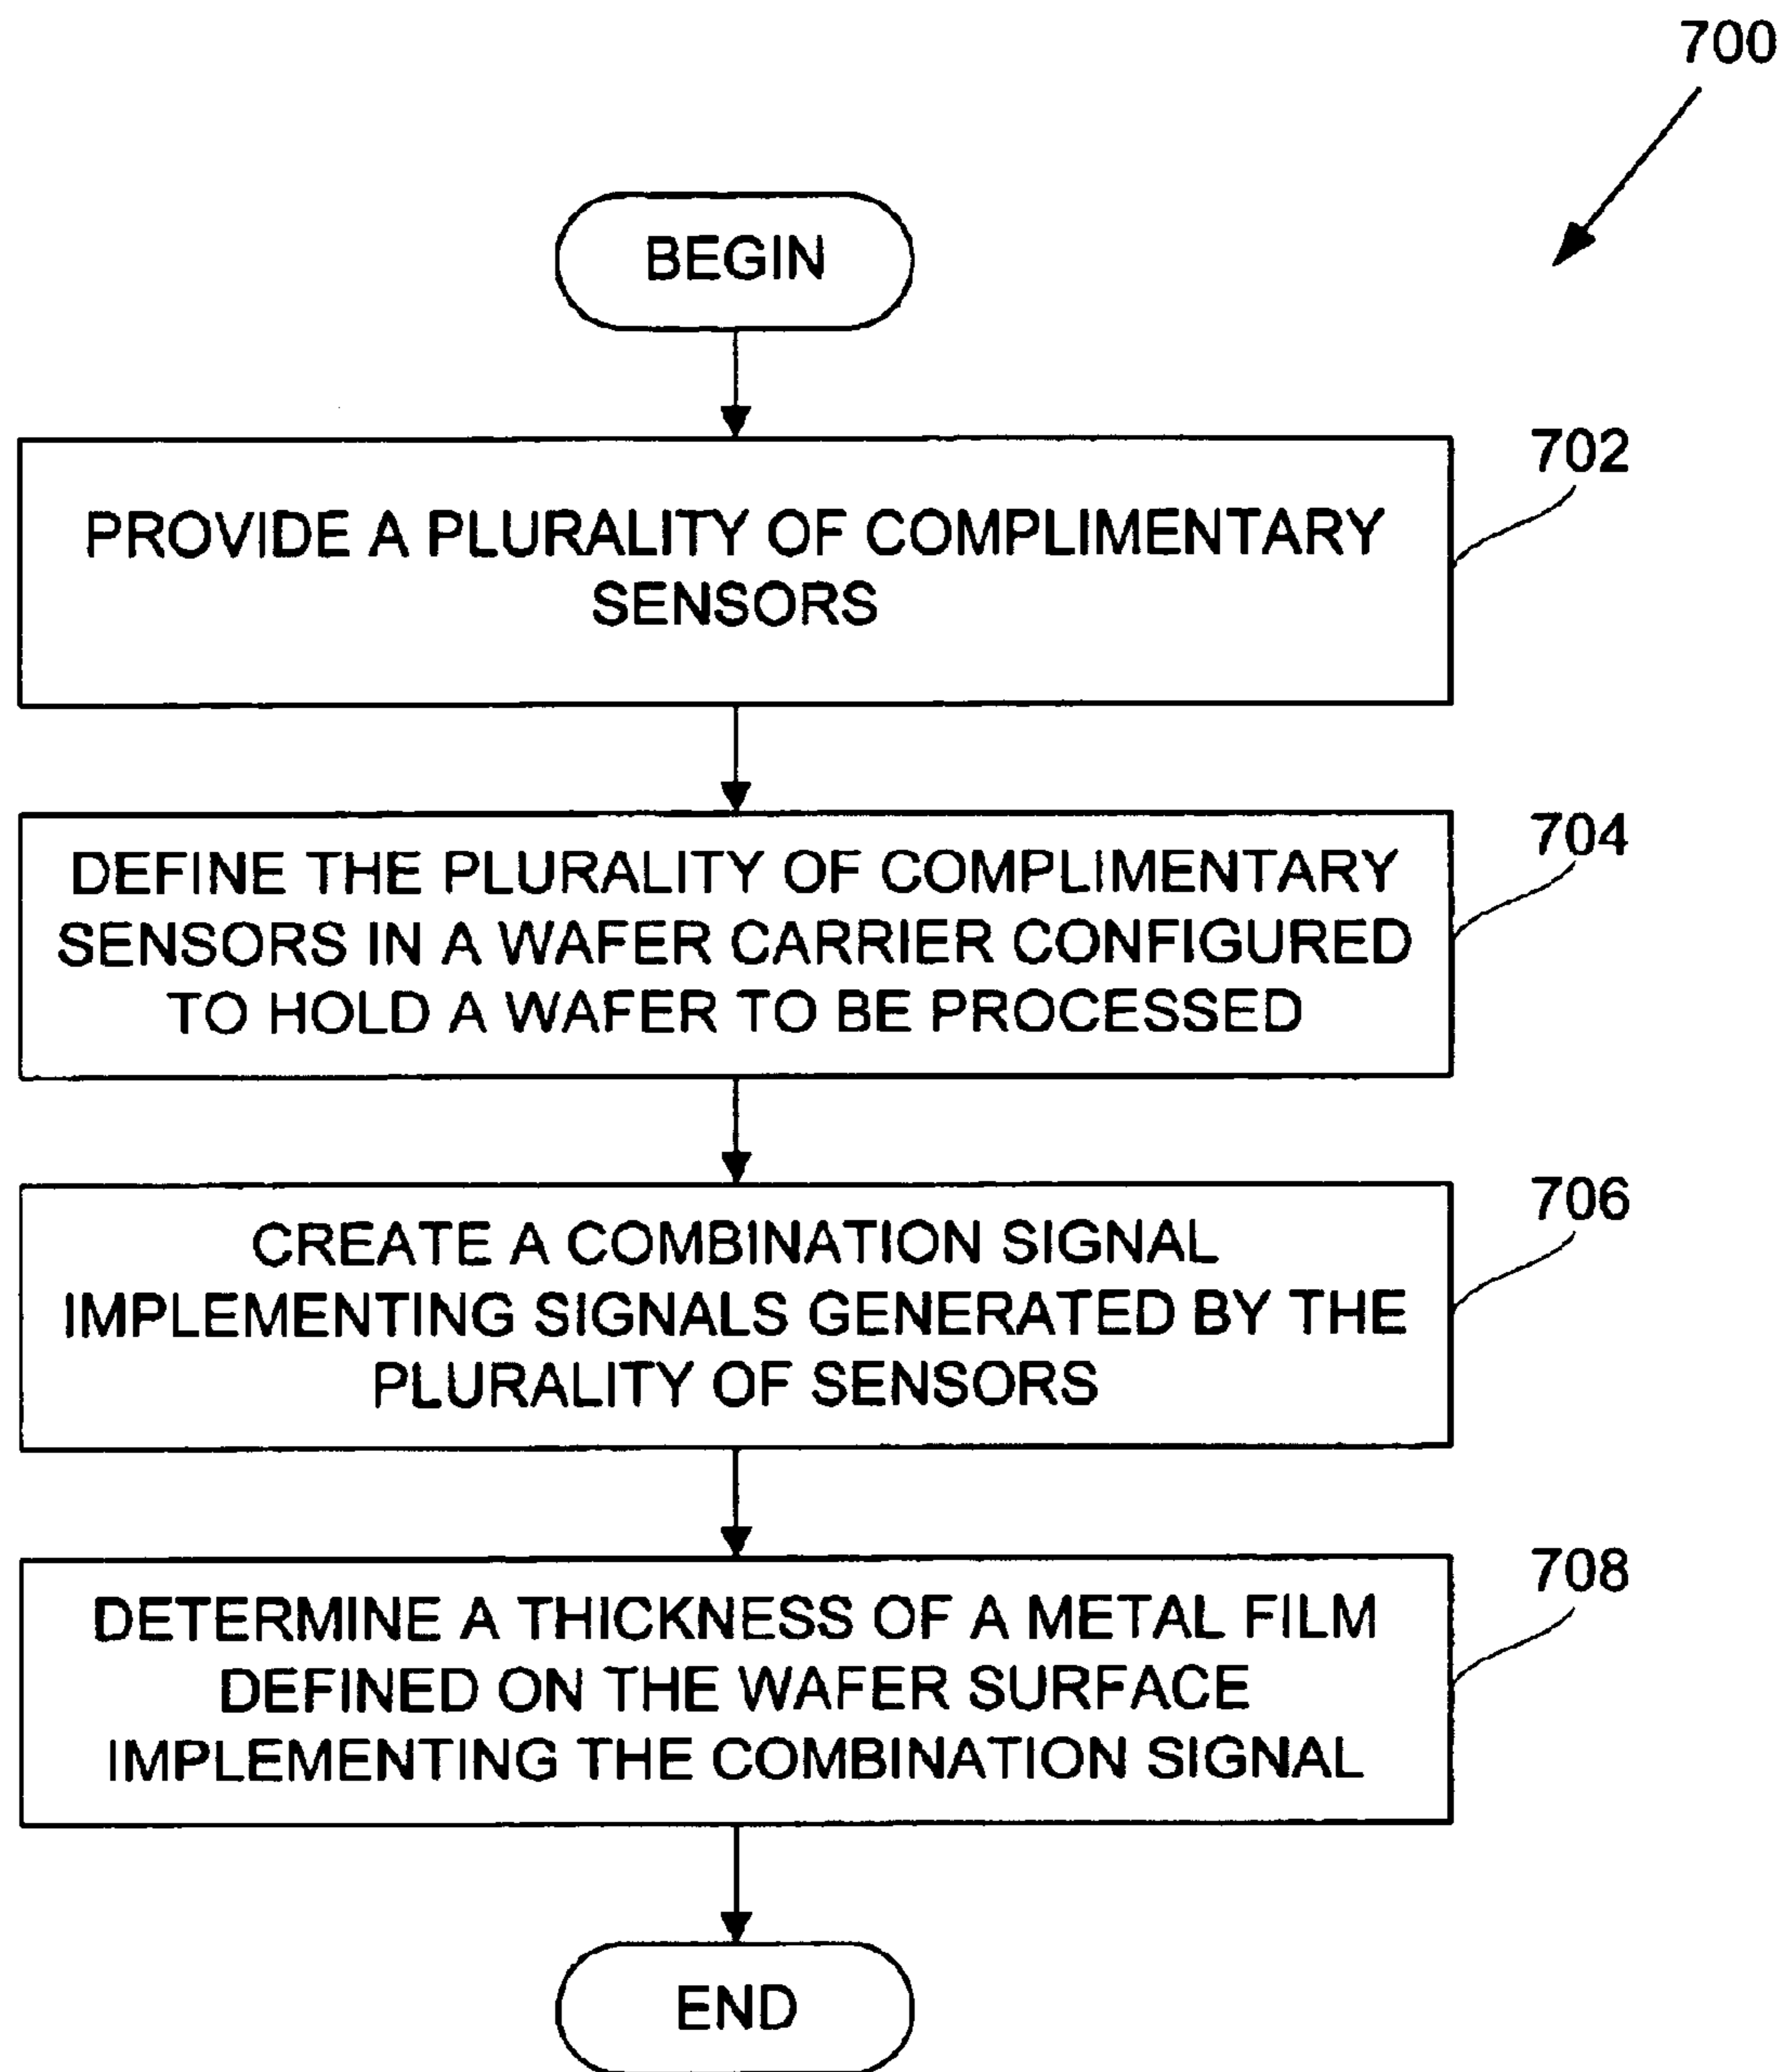 700
BEGIN
702
PROVIDE A PLURALITY OF COMPLIMENTARY
SENSORS
704
DEFINE THE PLURALITY OF COMPLIMENTARY
SENSORS IN A WAFER CARRIER CONFIGURED
TO HOLD A WAFER TO BE PROCESSED
706
CREATE A COMBINATION SIGNAL
IMPLEMENTING SIGNALS GENERATED BY THE
PLURALITY OF SENSORS
708
DETERMINE A THICKNESS OF A METAL FILM
DEFINED ON THE WAFER SURFACE
IMPLEMENTING THE COMBINATION SIGNAL
END